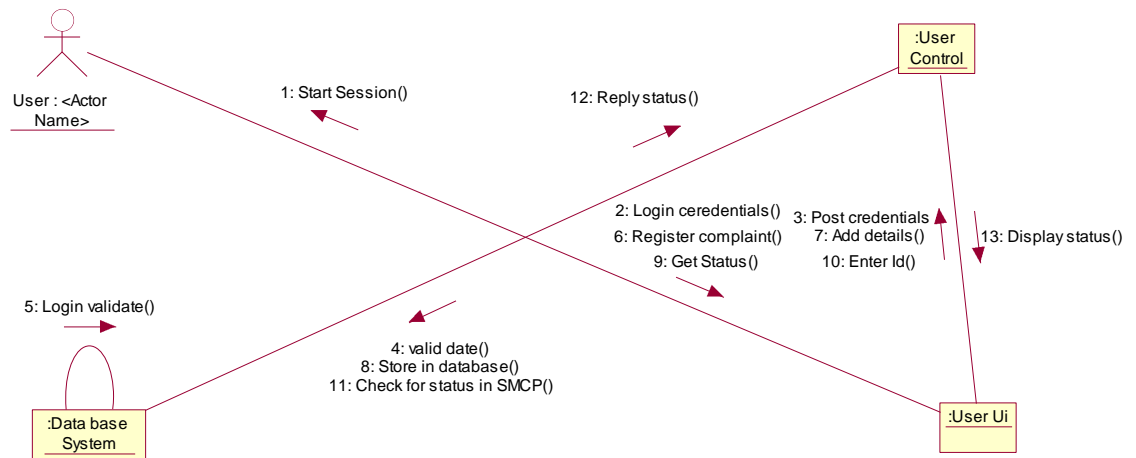 User : <Actor
Name>
1: Start Session()
12: Reply status()
:User
Control
2: Login ceredentials()
6: Register complaint()
9: Get Status()
3: Post credentials
7: Add details()
10: Enter Id()
13: Display status()
5: Login validate()
4: valid date()
8: Store in database()
11: Check for status in SMCP()
:Data base
System
:User Ui